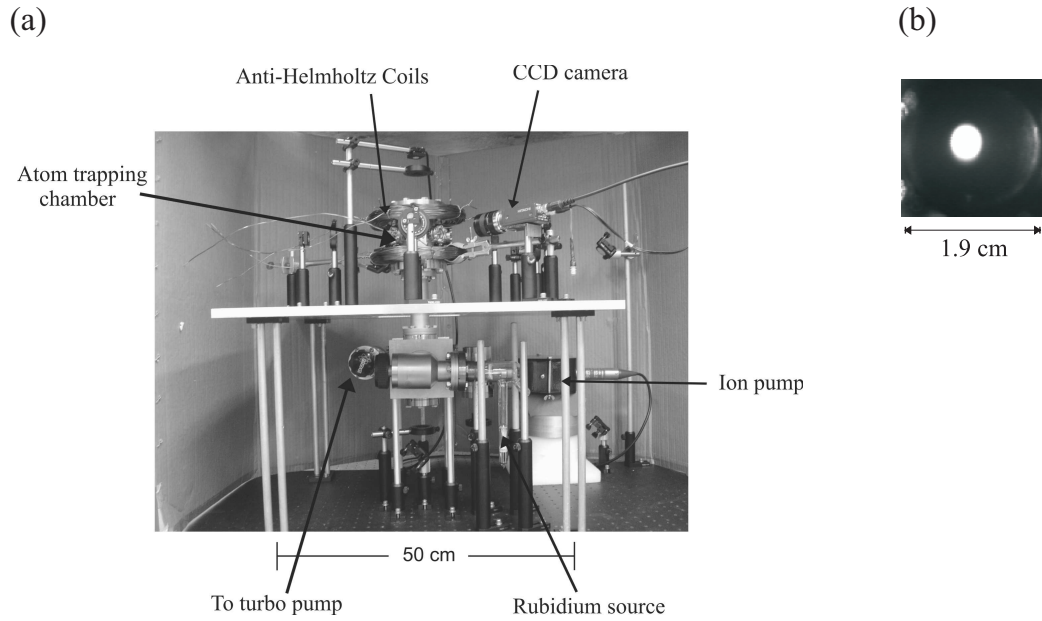 (a)
(b)
Anti-Helmholtz Coils
CCD camera
Atom trapping
chamber
1.9 cm
Ion pump
50 cm
To turbo pump
Rubidium source